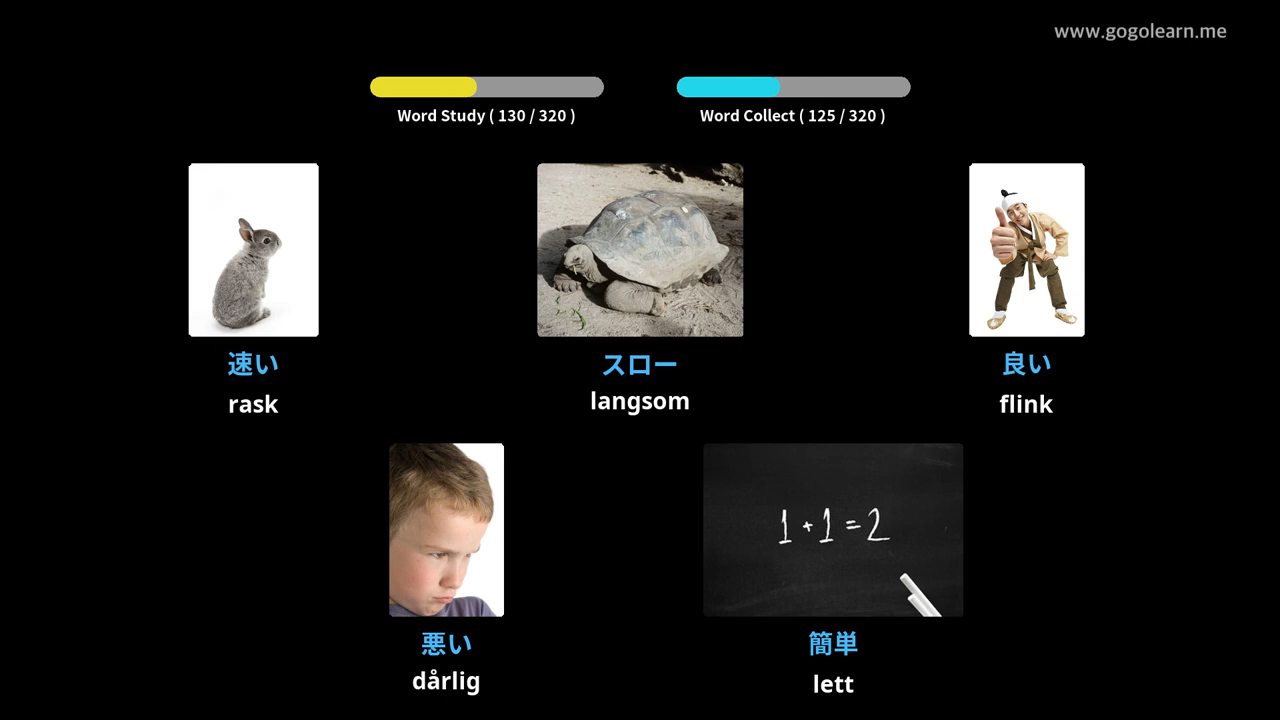 www.gogolearn.me
Word Study ( 130 / 320 )
Word Collect ( 125 / 320 )
速い
スロー
良い
rask
langsom
flink
1 + 1 = 2
悪い
簡単
dårlig
lett